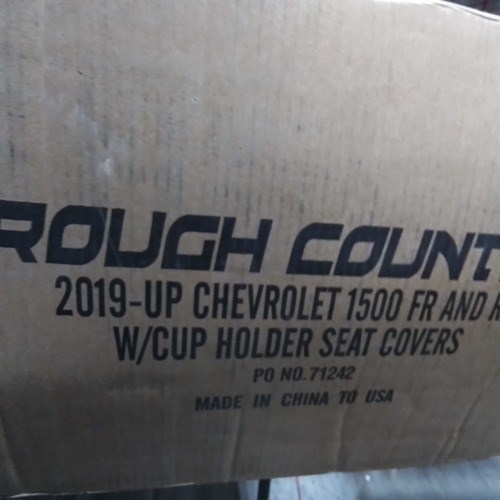 ROUGH COUNT
2019-UP CHEVROLET 1500 FR AND R
W/CUP HOLDER SEAT COVERS
PO NO.71242
MADE IN CHINA TO USA